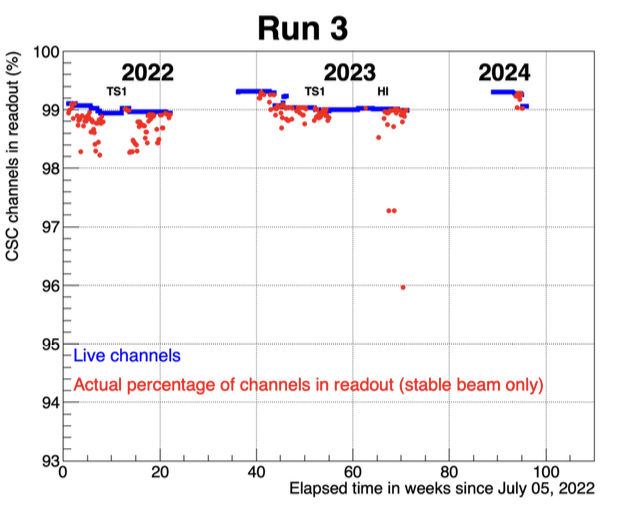 Run 3
CSC channels in readout (%)
100
99
98
97
96
95
94
93
2022
2023
2024
TS1
TS1
HI
Live channels
Actual percentage of channels in readout (stable beam only)
0
20
40
60
80
100
Elapsed time in weeks since July 05, 2022